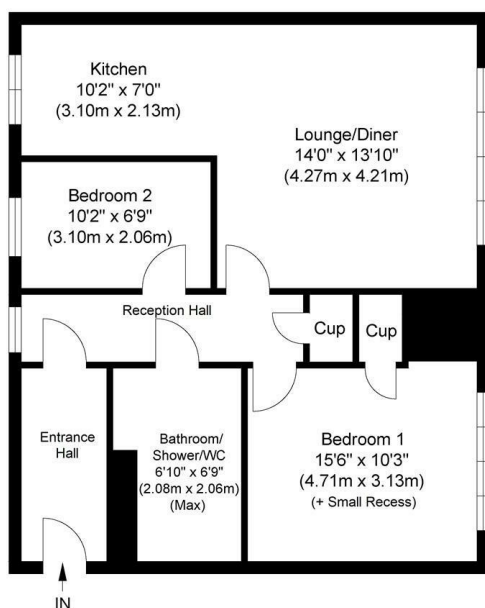 Kitchen
10'2" x 7'0"
(3.10m x 2.13m)
Lounge/Diner
14'0" x 13'10"
(4.27m x 4.21m)
Bedroom 2
10'2" x 6'9"
(3.10m x 2.06m)
Reception Hall
Cup
Cup
Entrance
Hall
Bathroom/
Shower/WC
6'10" x 6'9"
(2.08m x 2.06m)
(Max)
Bedroom 1
15'6" x 10'3"
(4.71m x 3.13m)
(+ Small Recess)
IN